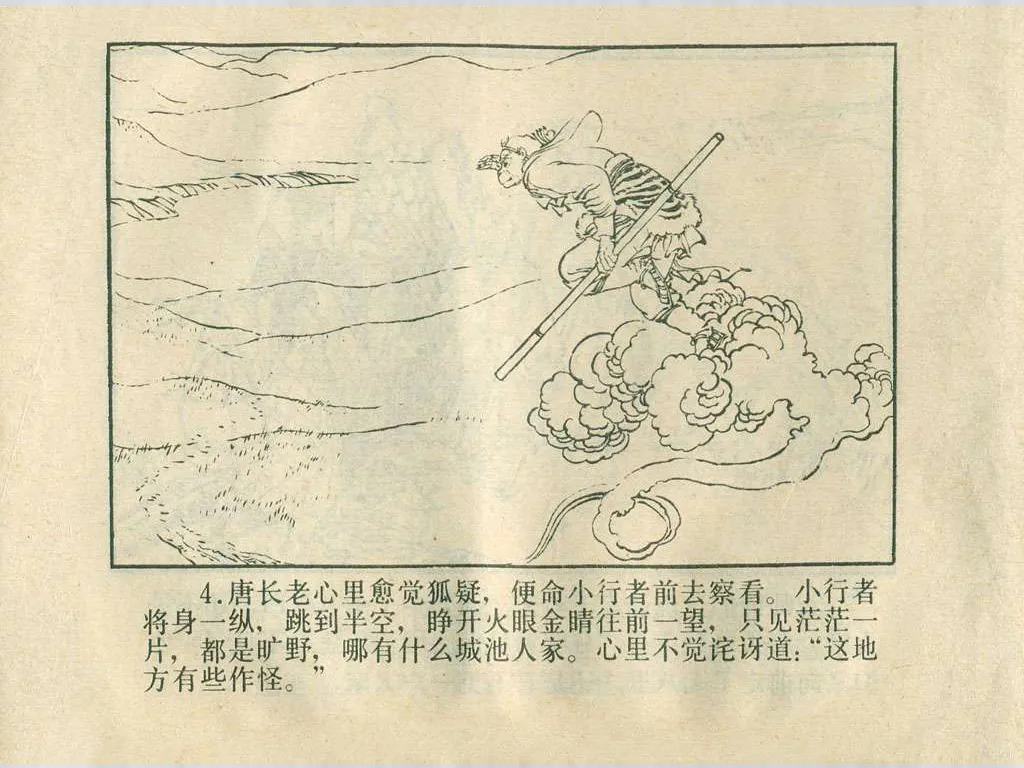 4.唐长老心里愈觉狐疑，便命小行者前去察看。小行者
将身一纵，跳到半空，睁开火眼金睛往前一望，只见茫茫一
片，都是旷野，哪有什么城池人家。心里不觉诧讶道：“这地
方有些作怪。”